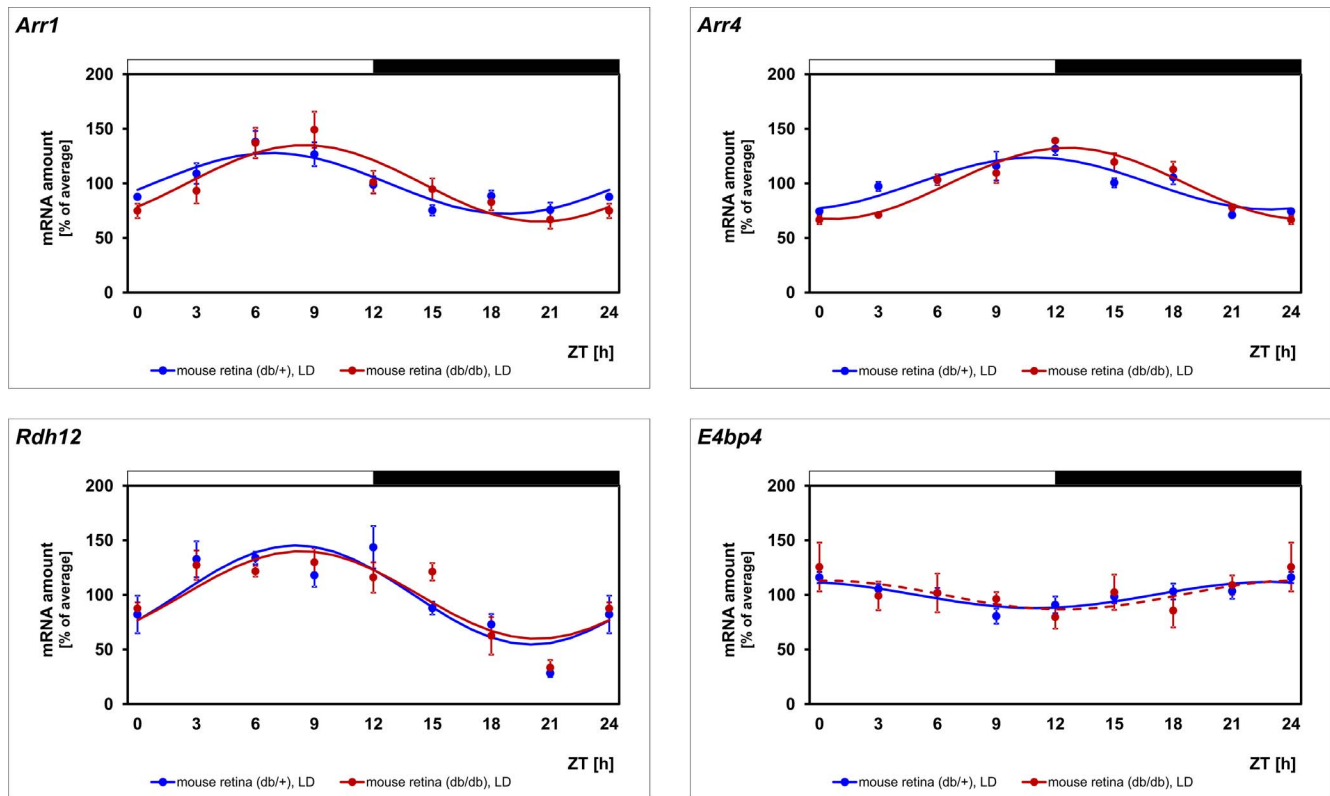 Arr1
200
150
100
50
0
mRNA amount
[% of average]
0 3 6 9 12 15 18 21 24
ZT [h]
mouse retina (db/+), LD mouse retina (db/db), LD
Arr4
200
150
100
50
0
mRNA amount
[% of average]
0 3 6 9 12 15 18 21 24
ZT [h]
mouse retina (db/+), LD mouse retina (db/db), LD
Rdh12
200
150
100
50
0
mRNA amount
[% of average]
0 3 6 9 12 15 18 21 24
ZT [h]
mouse retina (db/+), LD mouse retina (db/db), LD
E4bp4
200
150
100
50
0
mRNA amount
[% of average]
0 3 6 9 12 15 18 21 24
ZT [h]
mouse retina (db/+), LD mouse retina (db/db), LD